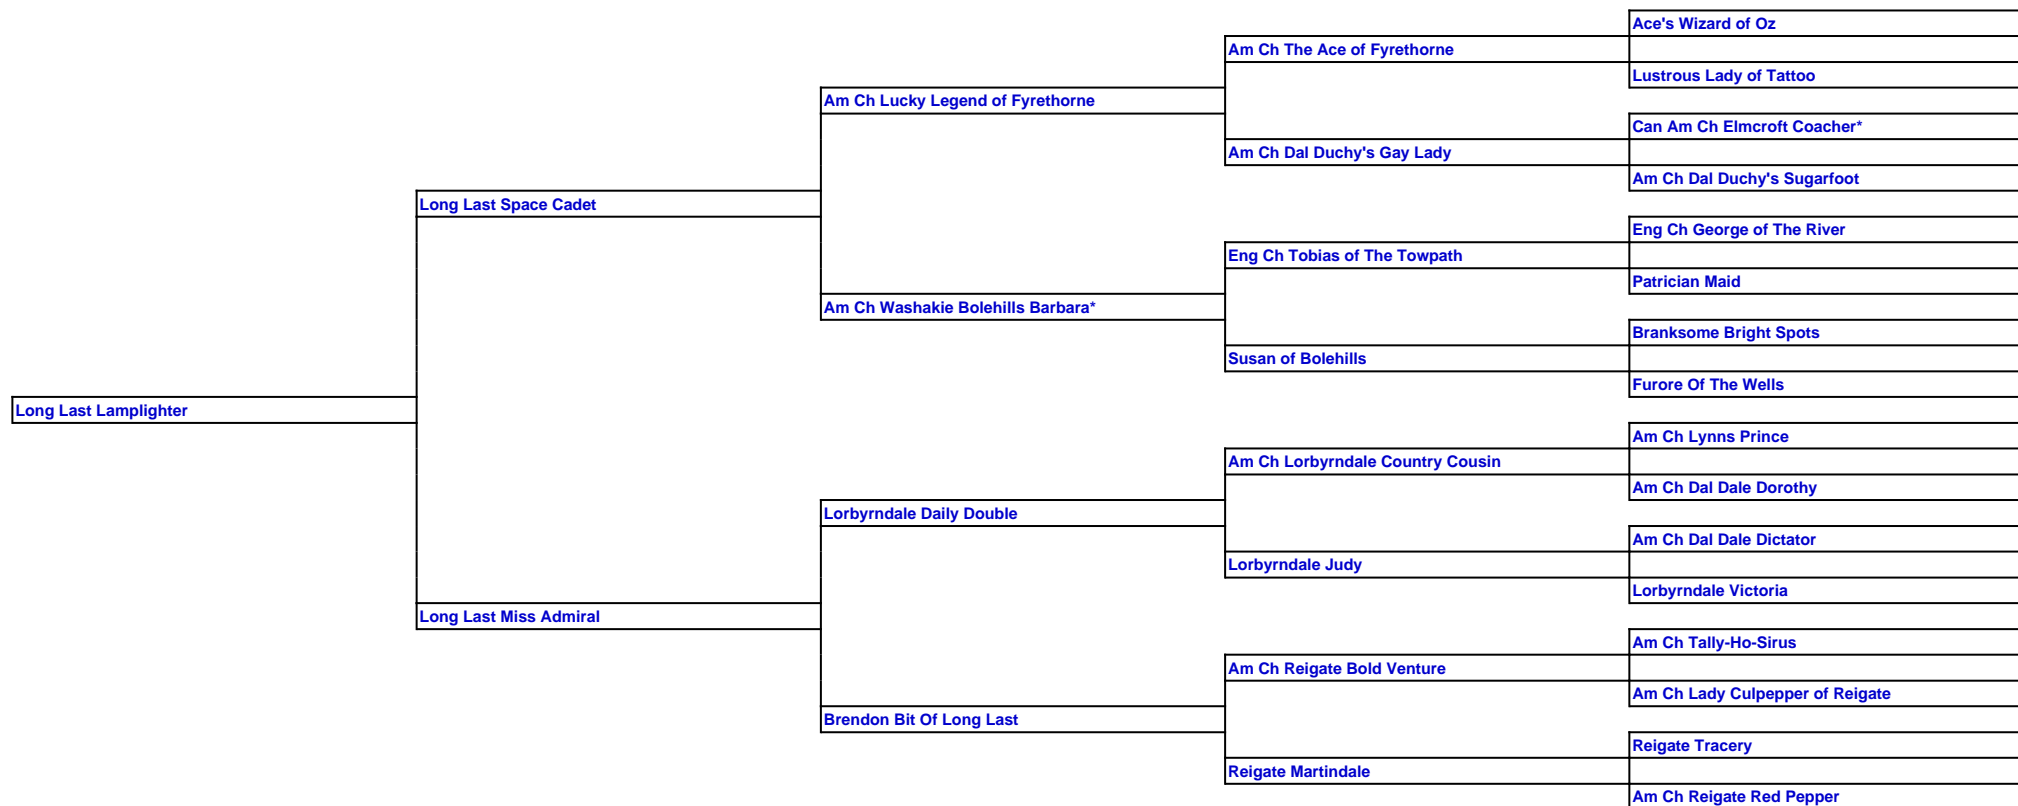 Ace's Wizard of Oz
Am Ch The Ace of Fyrethorne
Lustrous Lady of Tattoo
Am Ch Lucky Legend of Fyrethorne
Can Am Ch Elmcroft Coacher*
Am Ch Dal Duchy's Gay Lady
Am Ch Dal Duchy's Sugarfoot
Long Last Space Cadet
Eng Ch George of The River
Eng Ch Tobias of The Towpath
Patrician Maid
Am Ch Washakie Bolehills Barbara*
Branksome Bright Spots
Susan of Bolehills
Furore Of The Wells
Long Last Lamplighter
Am Ch Lynns Prince
Am Ch Lorbyrndale Country Cousin
Am Ch Dal Dale Dorothy
Lorbyrndale Daily Double
Am Ch Dal Dale Dictator
Lorbyrndale Judy
Lorbyrndale Victoria
Long Last Miss Admiral
Am Ch Tally-Ho-Sirus
Am Ch Reigate Bold Venture
Am Ch Lady Culpepper of Reigate
Brendon Bit Of Long Last
Reigate Tracery
Reigate Martindale
Am Ch Reigate Red Pepper